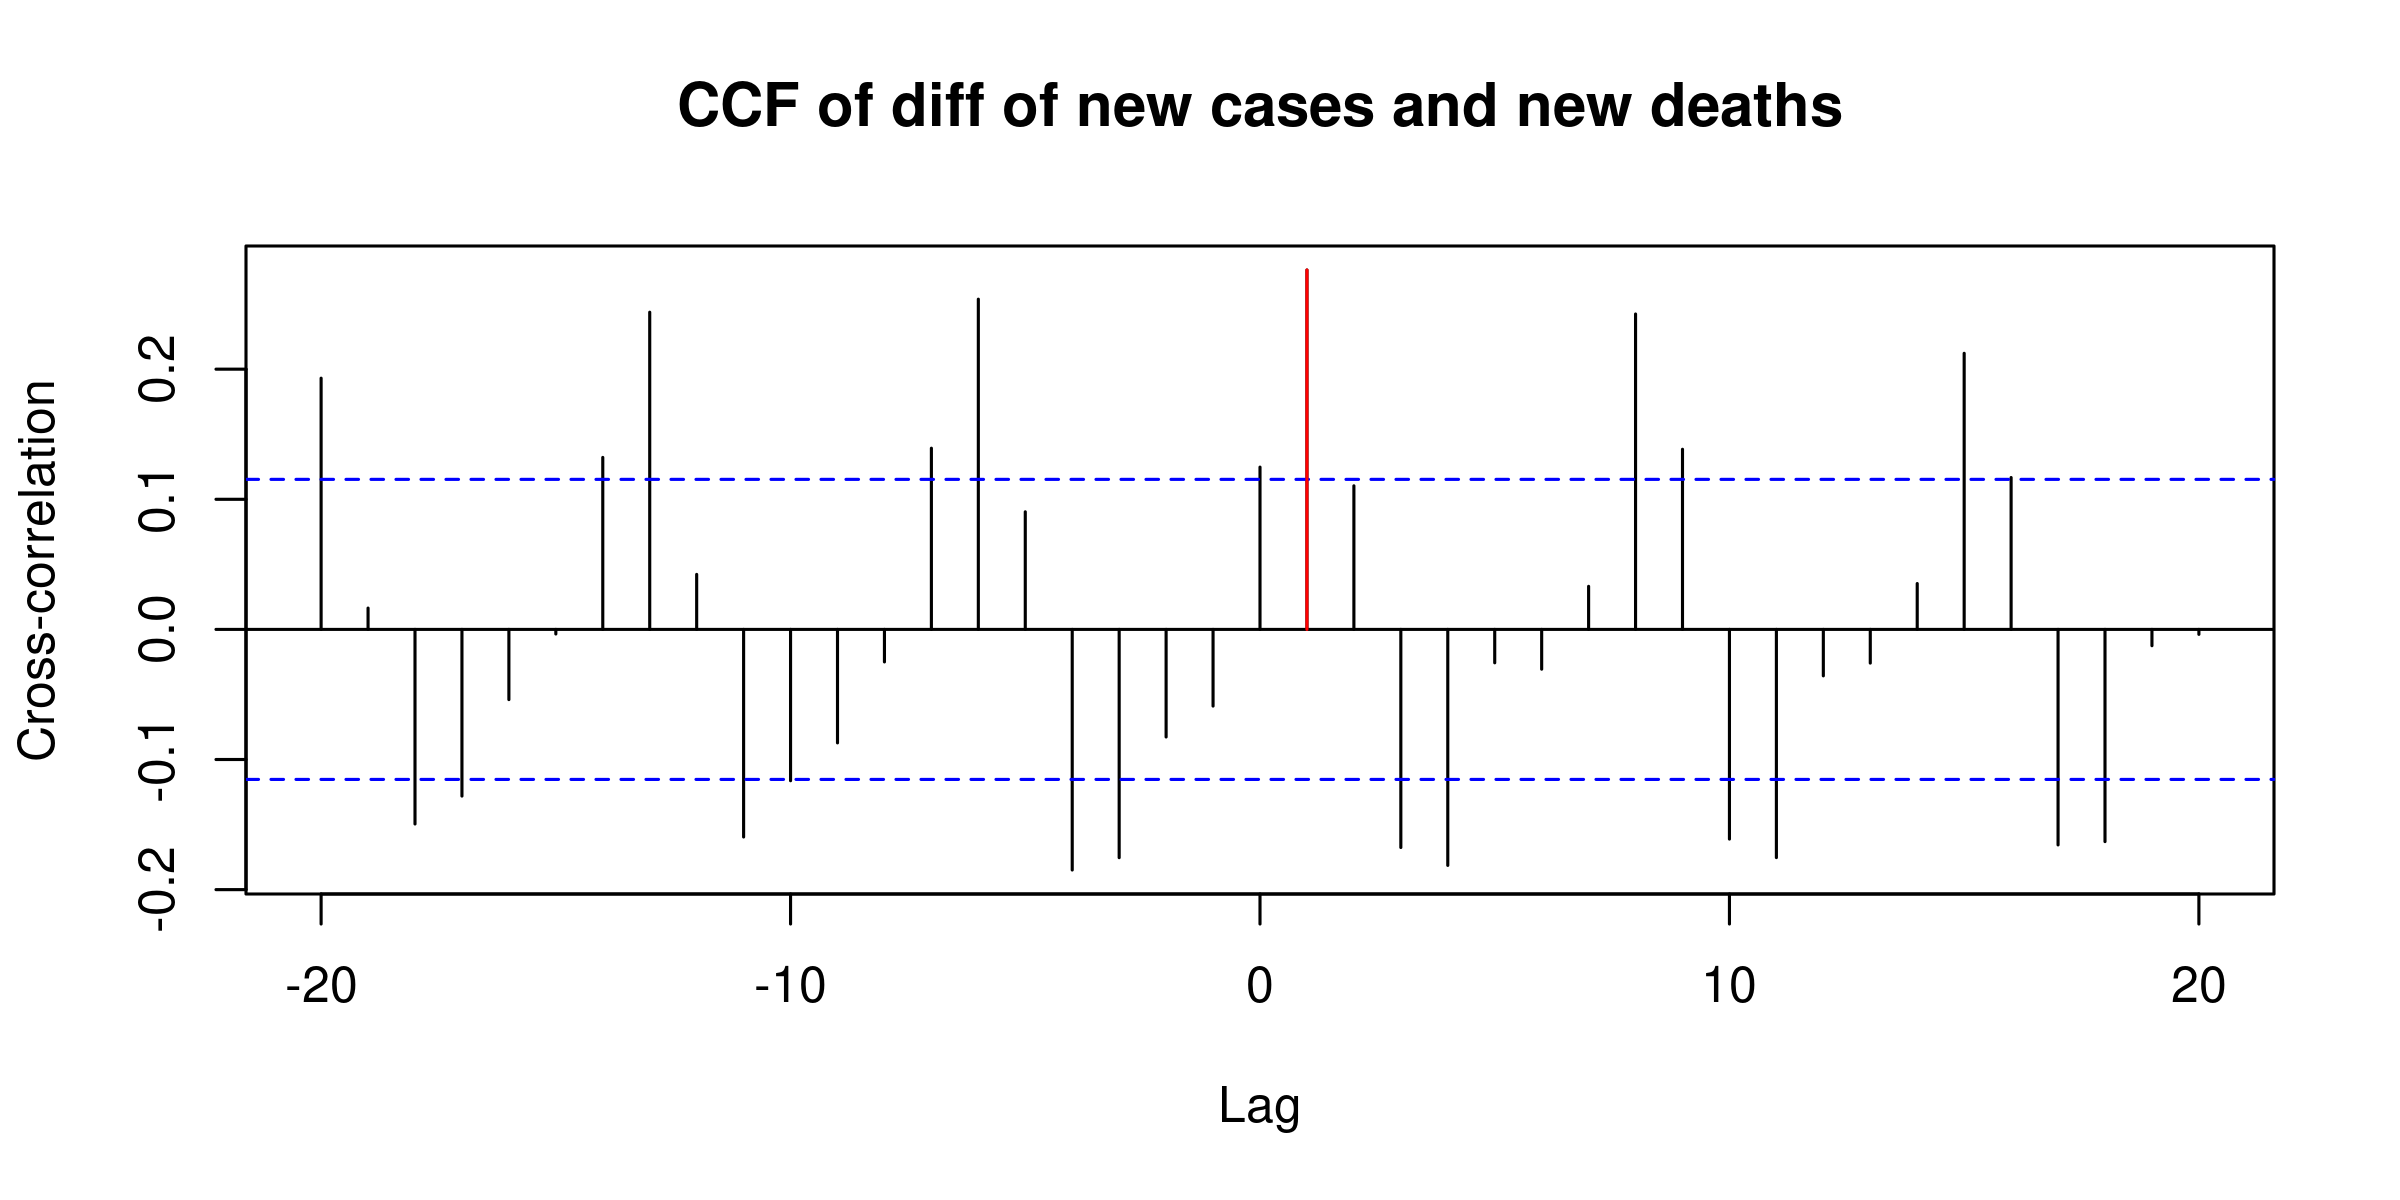 CCF of diff of new cases and new deaths
Cross-correlation
0.2
0.1
0.0
-0.1
-0.2
-20 -10 0 10 20
Lag